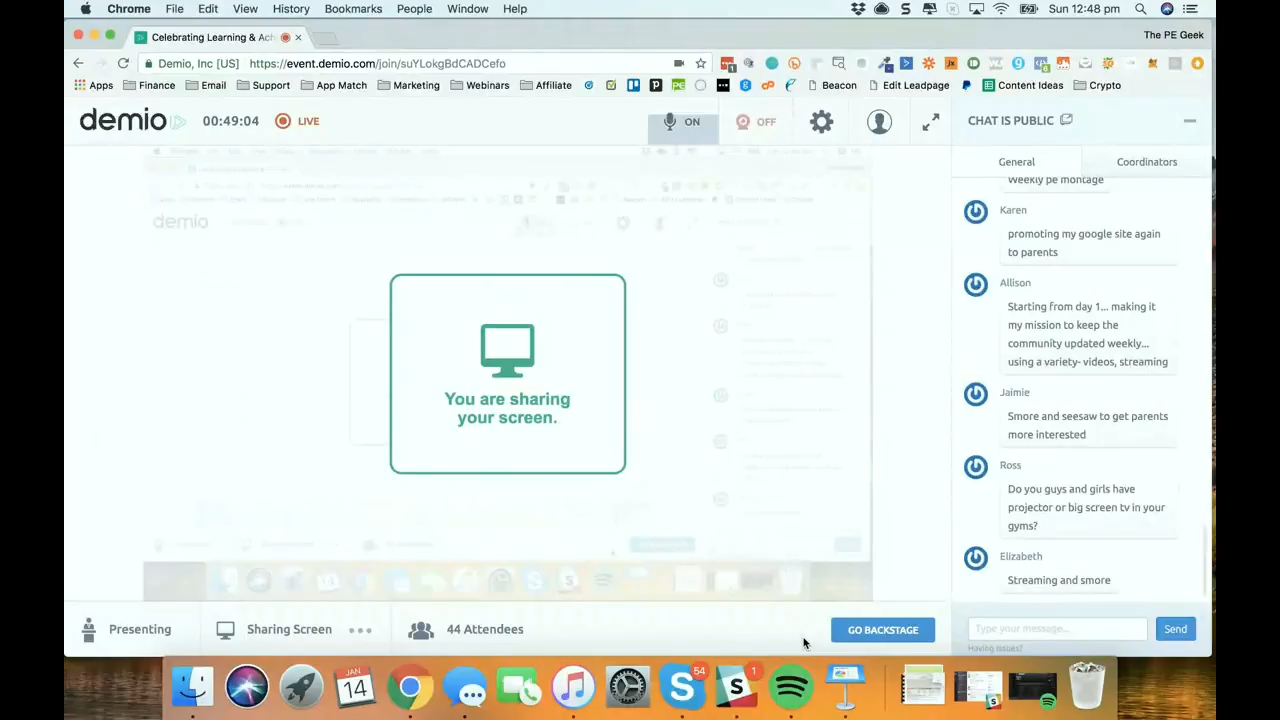 Chrome File Edit View History Bookmarks People Window Help Sun 12:48 pm
Celebrating Learning & Ach
The PE Geek
Demio, Inc [US] https://event.demio.com/join/suYLokgBdCADCefo
Apps Finance Email Support App Match Marketing Webinars Affiliate Beacon Edit Leadpage Content Ideas Crypto
demio 00:49:04 LIVE ON OFF
CHAT IS PUBLIC
General Coordinators
Weekly pe montage
Karen
promoting my google site again
to parents
Allison
Starting from day 1... making it
my mission to keep the
community updated weekly...
using a variety- videos, streaming
Jaimie
Smore and seesaw to get parents
more interested
Ross
Do you guys and girls have
projector or big screen tv in your
gyms?
Elizabeth
Streaming and smore
demio
You are sharing
your screen.
Presenting Sharing Screen 44 Attendees GO BACKSTAGE
Type your message... Send
Having issues?
JAN
14
54
1